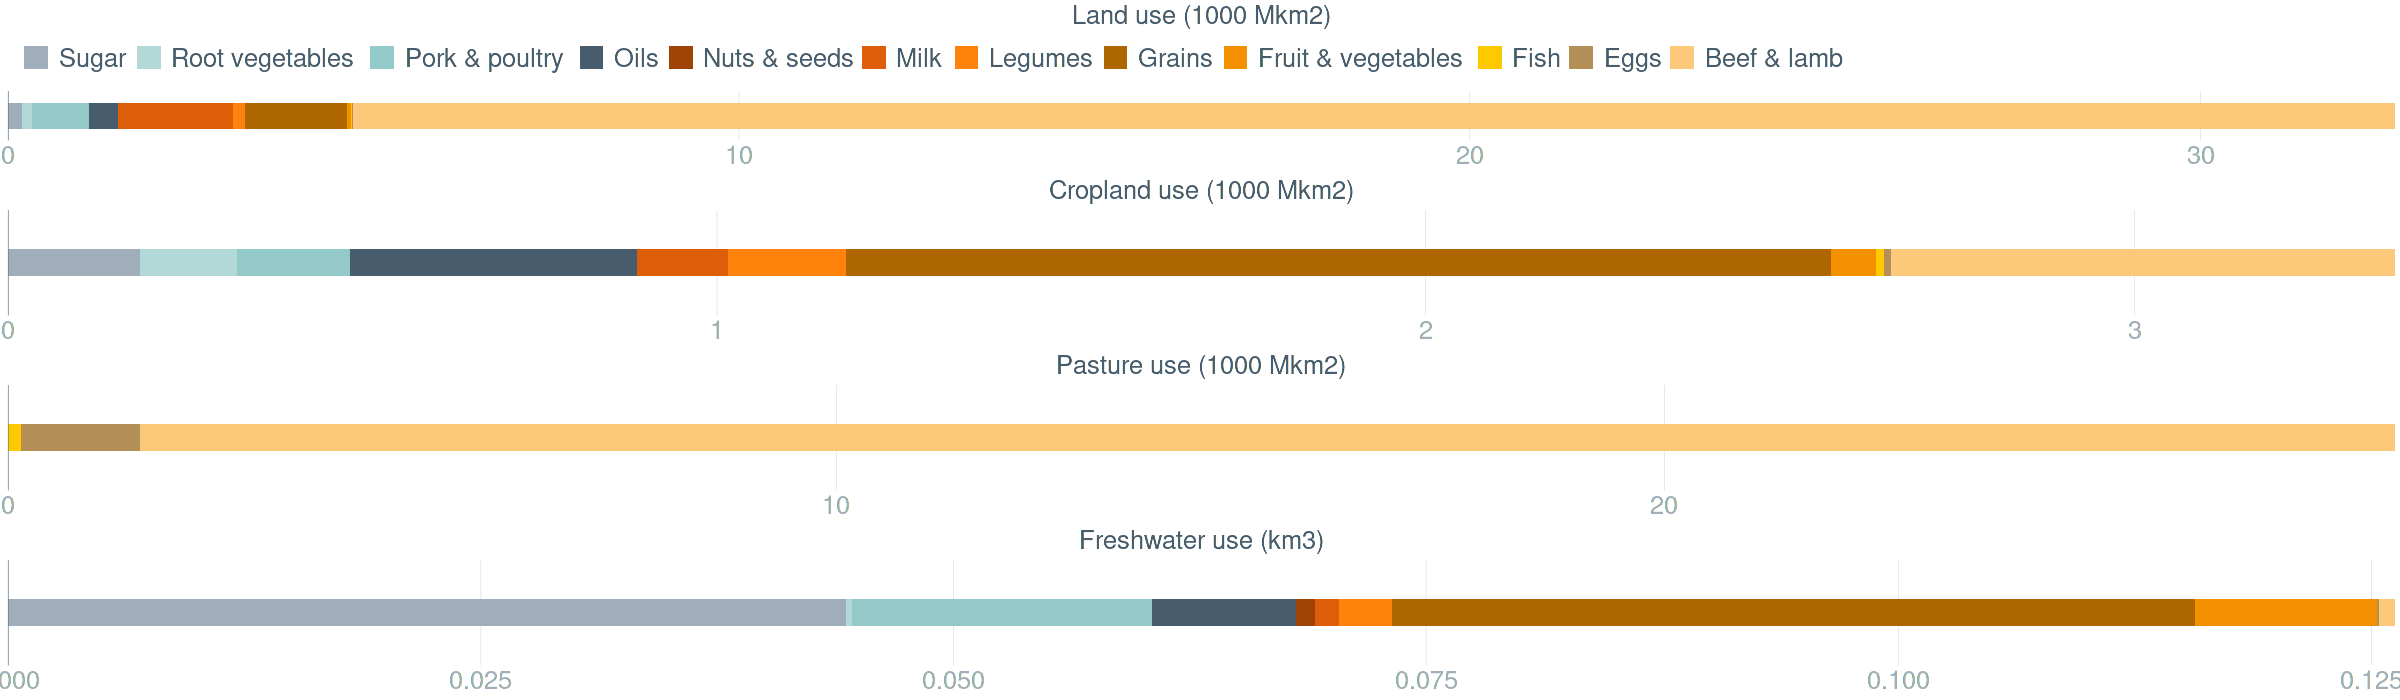 Land use (1000 Mkm2)
Sugar Root vegetables Pork & poultry Oils Nuts & seeds Milk Legumes Grains Fruit & vegetables Fish Eggs Beef & lamb
0 10 20 30
Cropland use (1000 Mkm2)
0 1 2 3
Pasture use (1000 Mkm2)
0 10 20
Freshwater use (km3)
000 0.025 0.050 0.075 0.100 0.125